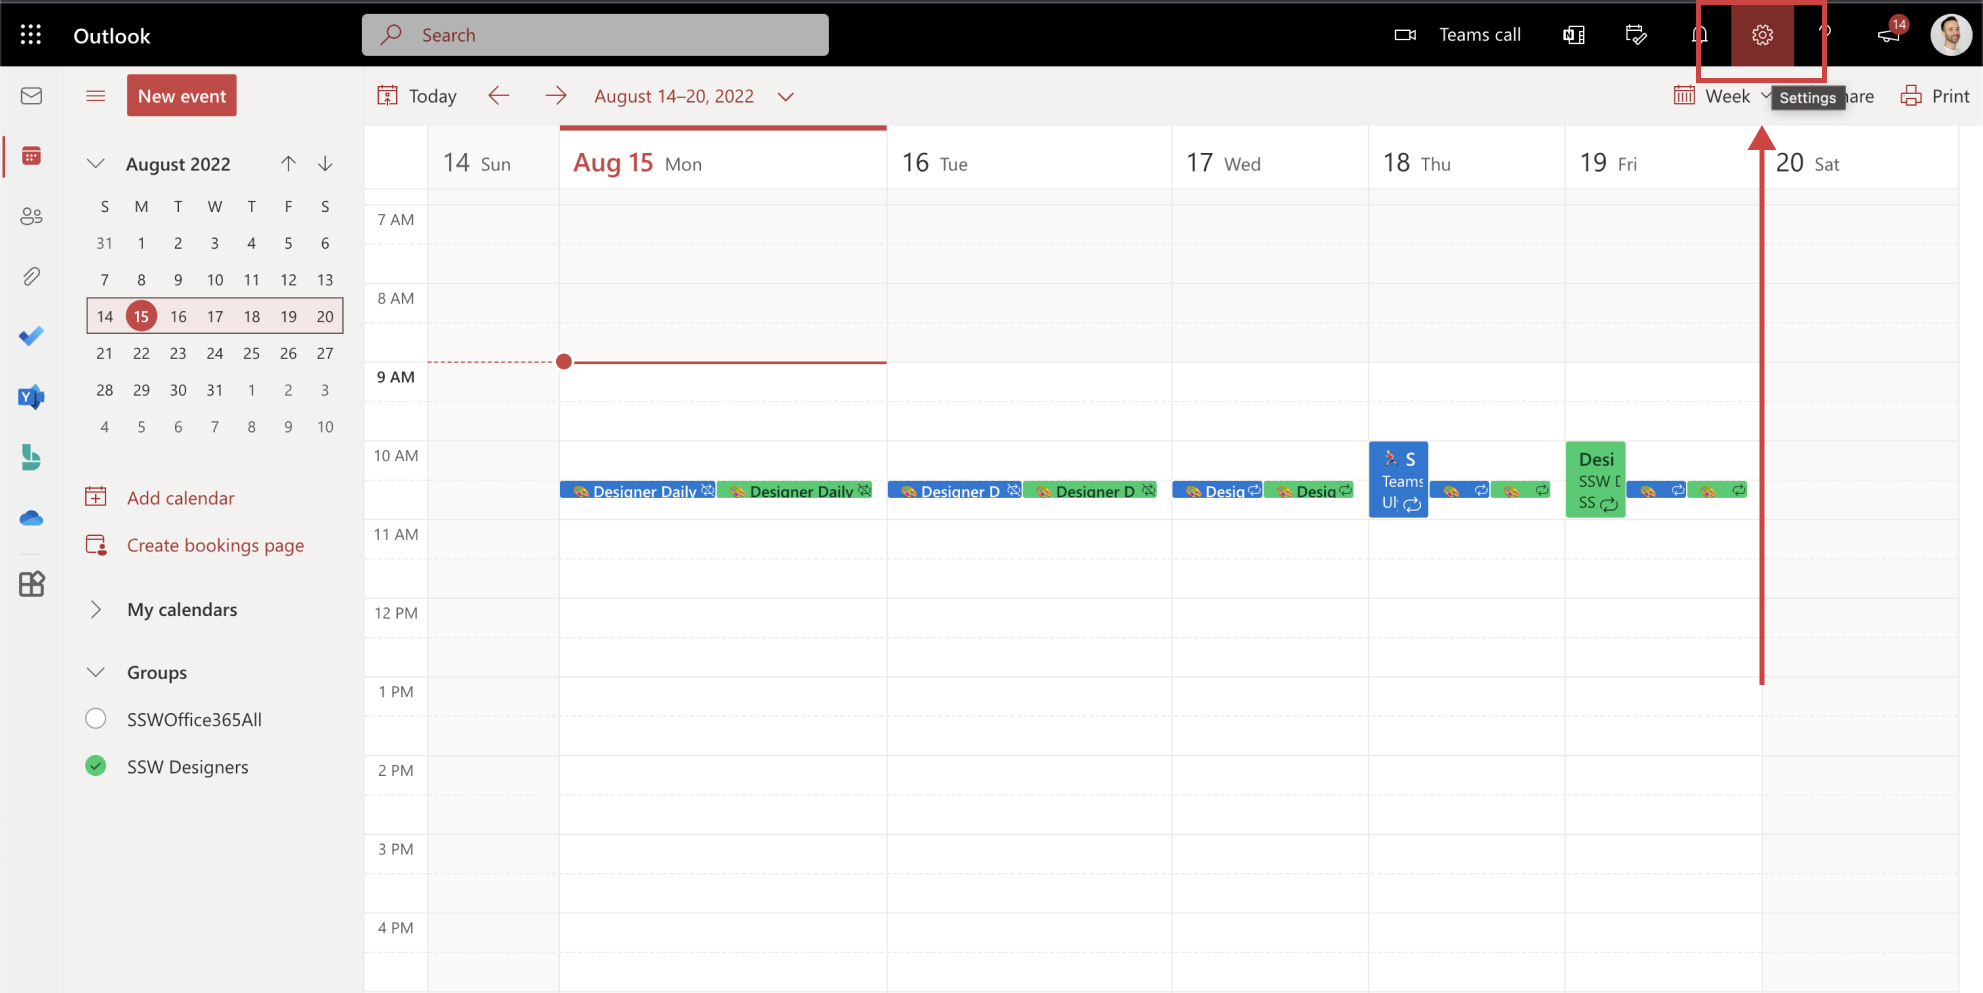 Outlook
Search
Teams call
14
New event
Today
August 14–20, 2022
Week
Settings
are
Print
August 2022
S M T W T F S
31 1 2 3 4 5 6
7 8 9 10 11 12 13
14 15 16 17 18 19 20
21 22 23 24 25 26 27
28 29 30 31 1 2 3
4 5 6 7 8 9 10
Add calendar
Create bookings page
My calendars
Groups
SSWOffice365All
SSW Designers
14 Sun
Aug 15 Mon
16 Tue
17 Wed
18 Thu
19 Fri
20 Sat
7 AM
8 AM
9 AM
10 AM
11 AM
12 PM
1 PM
2 PM
3 PM
4 PM
Designer Daily
Designer Daily
Designer D
Designer D
Desig
Desig
S
Teams
Ul
Desi
SSW D
SS